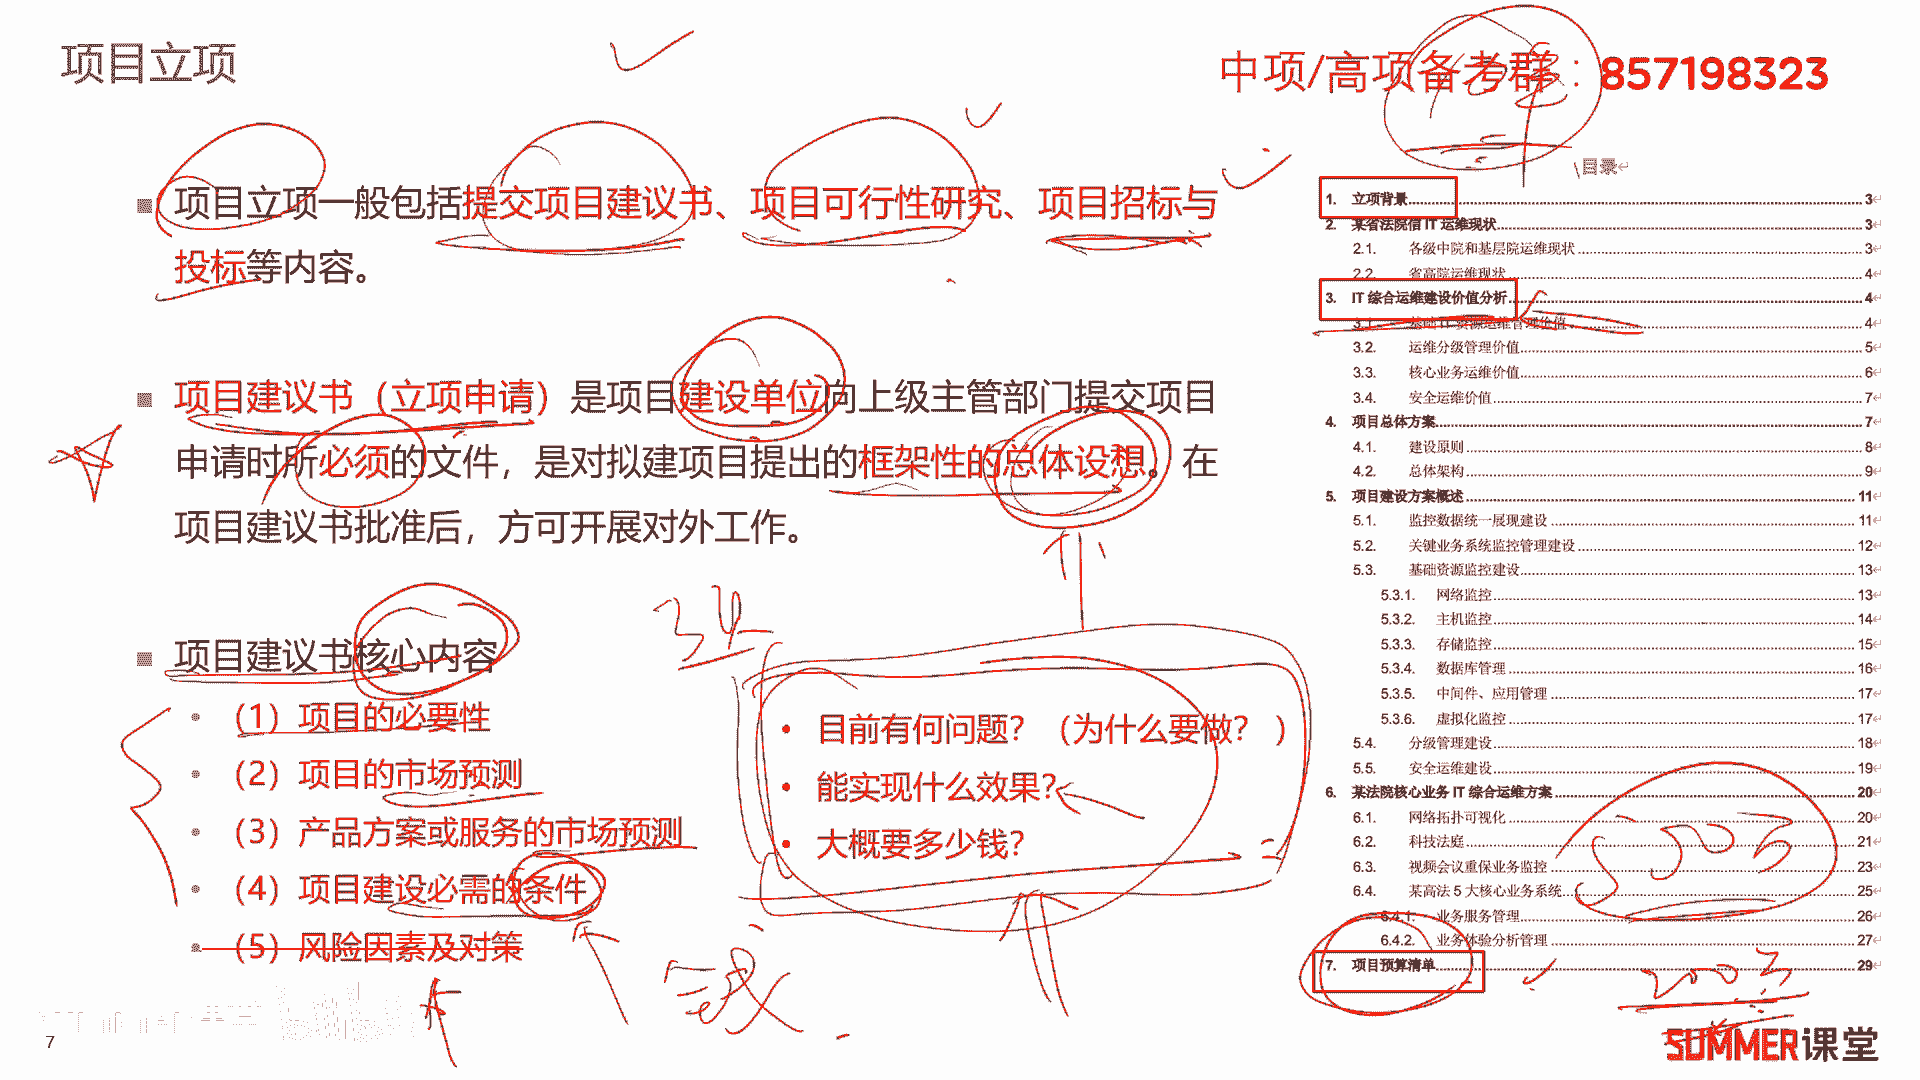 项目立项
中项/高项备考群：857198323
项目立项一般包括提交项目建议书、项目可行性研究、项目招标与
投标等内容。
项目建议书（立项申请）是项目建设单位向上级主管部门提交项目
申请时所必须的文件，是对拟建项目提出的框架性的总体设想。在
项目建议书批准后，方可开展对外工作。
项目建议书核心内容
（1）项目的必要性
（2）项目的市场预测
（3）产品方案或服务的市场预测
（4）项目建设必需的条件
（5）风险因素及对策
目前有何问题？（为什么要做？）
能实现什么效果？
大概要多少钱？
目录
1. 立项背景 3
2. 某省法院信IT运维现状 3
2.1. 各级中院和基层院运维现状 3
2.2. 省高院运维现状 4
3. IT综合运维建设价值分析 4
3.1. 基础IT资源运维管理价值 4
3.2. 运维分级管理价值 5
3.3. 核心业务运维价值 6
3.4. 安全运维价值 7
4. 项目总体方案 7
4.1. 建设原则 8
4.2. 总体架构 9
5. 项目建设方案概述 11
5.1. 监控数据统一展现建设 11
5.2. 关键业务系统监控管理建设 12
5.3. 基础资源监控建设 13
5.3.1. 网络监控 13
5.3.2. 主机监控 14
5.3.3. 存储监控 15
5.3.4. 数据库管理 16
5.3.5. 中间件、应用管理 17
5.3.6. 虚拟化监控 17
5.4. 分级管理建设 18
5.5. 安全运维建设 19
6. 某法院核心业务IT综合运维方案 20
6.1. 网络拓扑可视化 20
6.2. 科技法庭 21
6.3. 视频会议重保业务监控 23
6.4. 某高法5大核心业务系统 25
6.4.1. 业务服务管理 26
6.4.2. 业务体验分析管理 27
7. 项目预算清单 29
7
SUMMER课堂